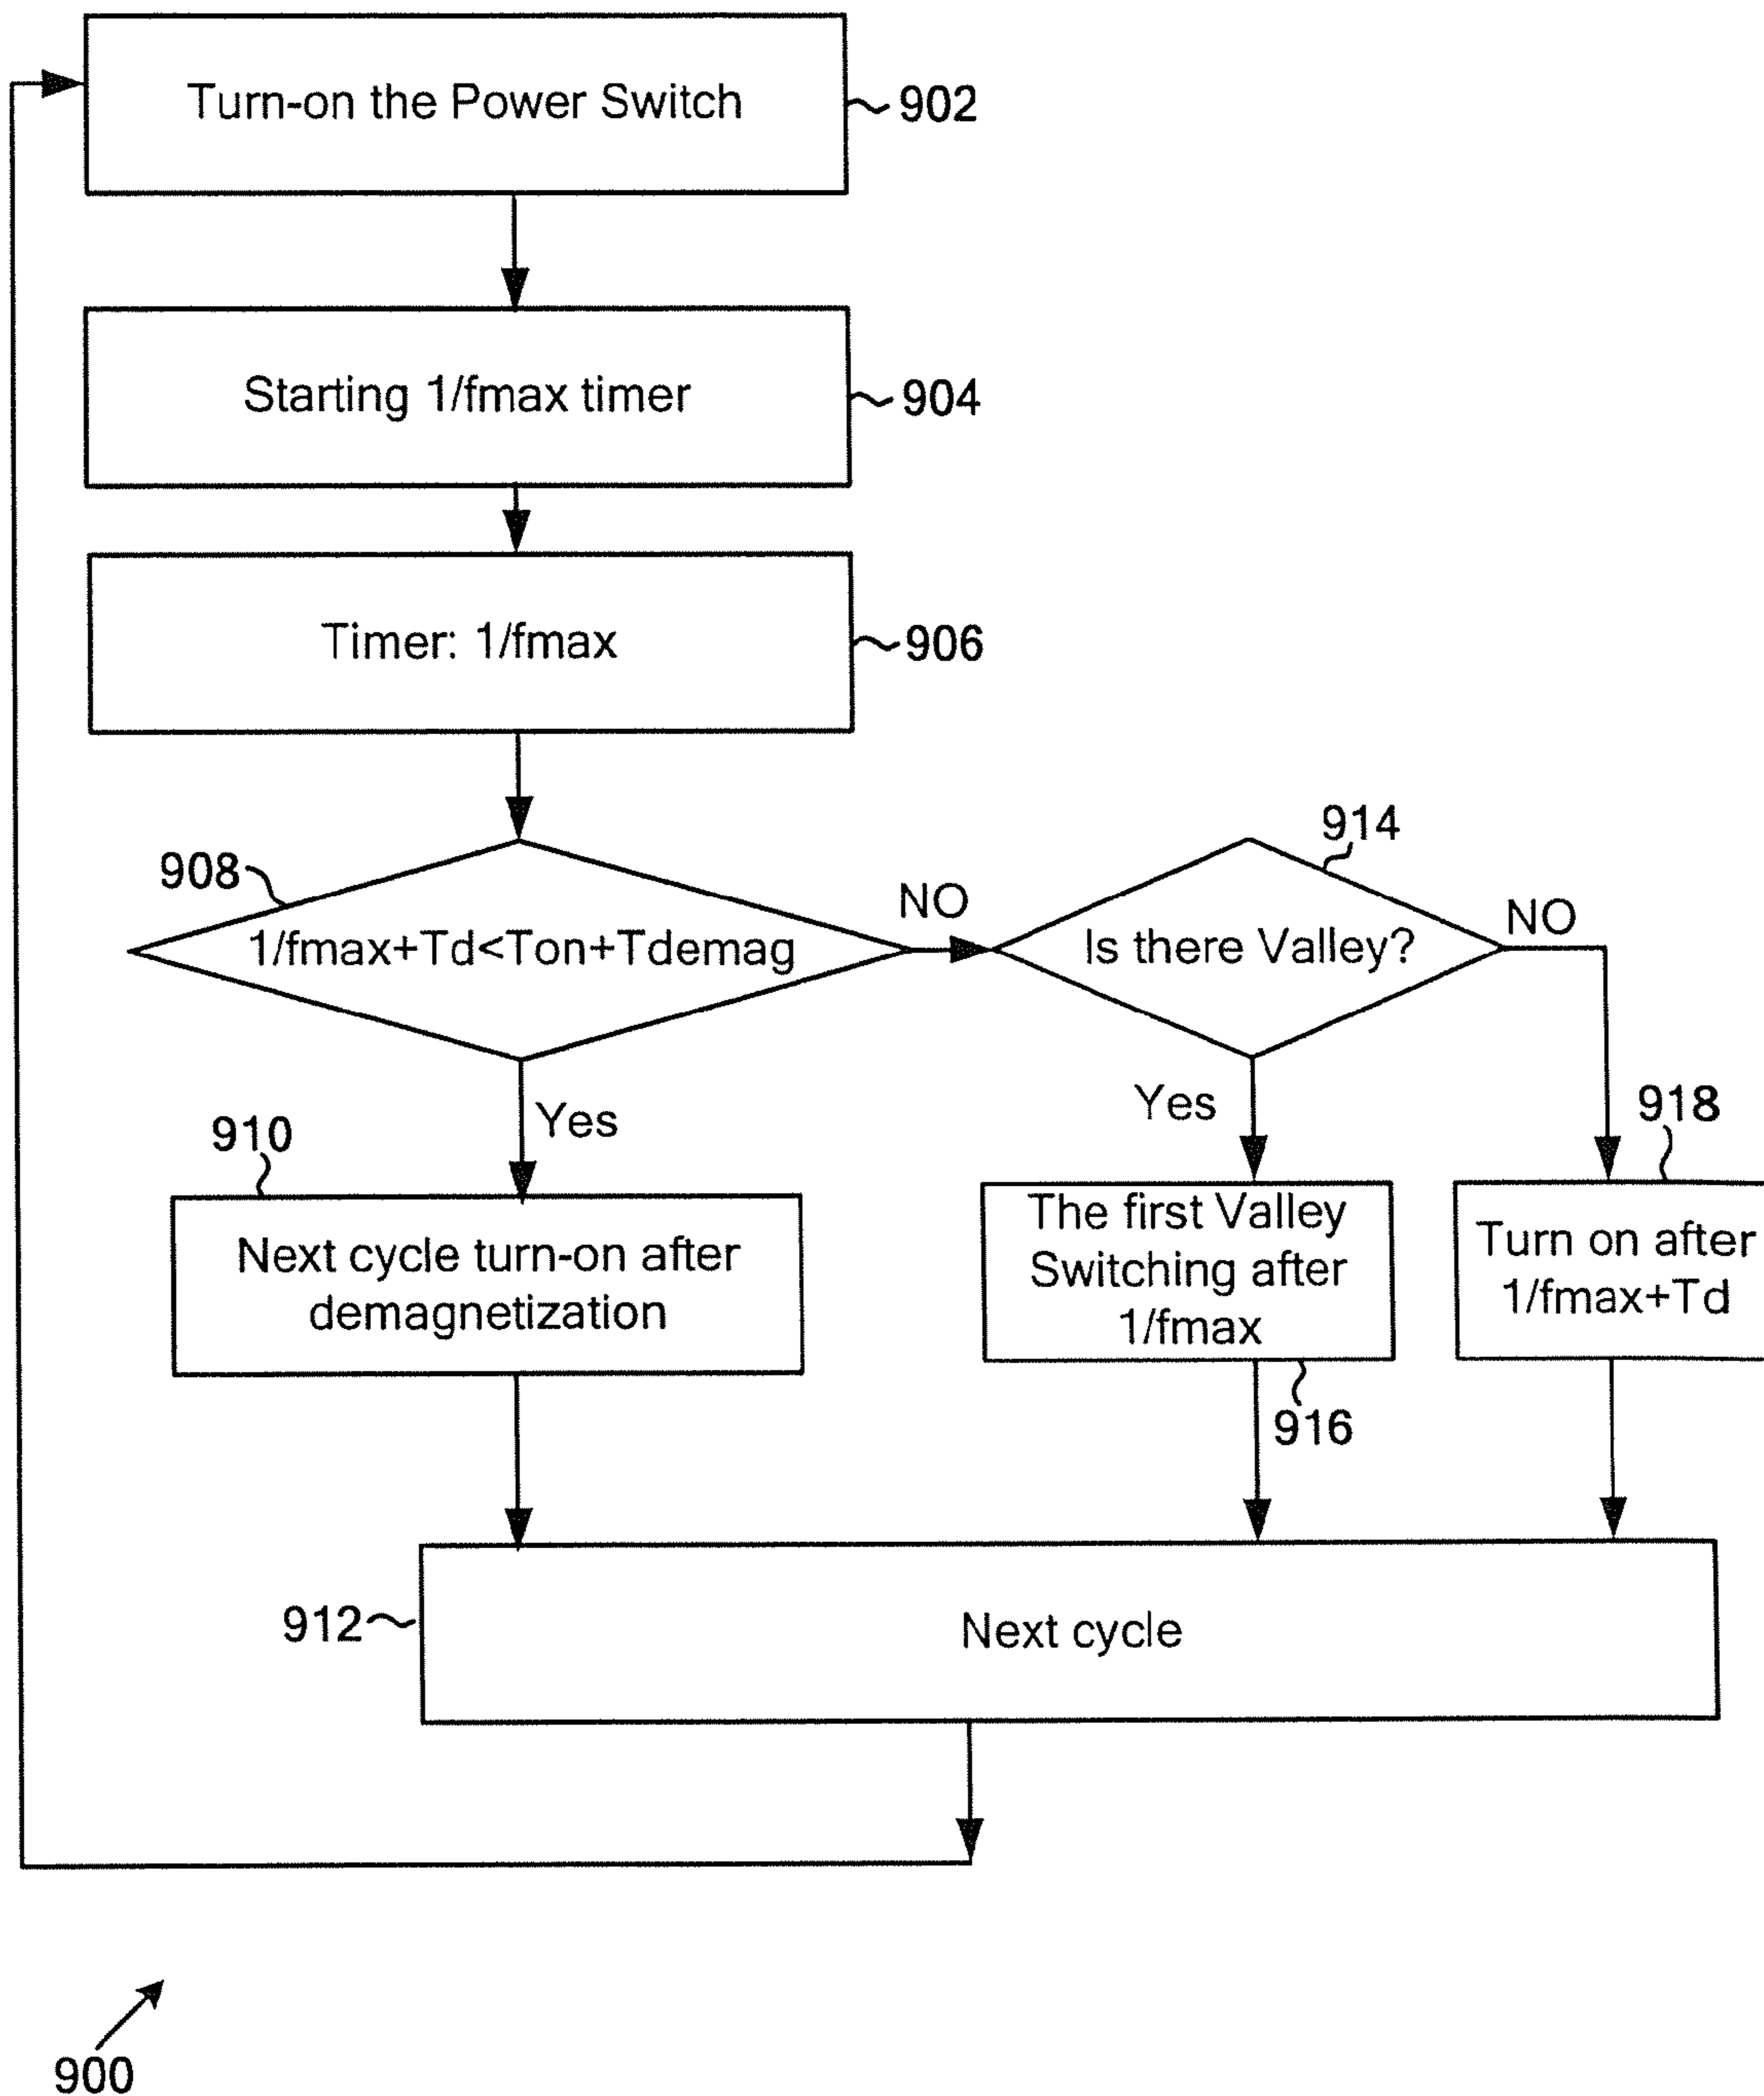 Turn-on the Power Switch
902
Starting 1/fmax timer
904
Timer: 1/fmax
906
908
1/fmax+Td<Ton+Tdemag
NO
914
Is there Valley?
NO
Yes
910
Next cycle turn-on after
demagnetization
Yes
The first Valley
Switching after
1/fmax
916
918
Turn on after
1/fmax+Td
912
Next cycle
900